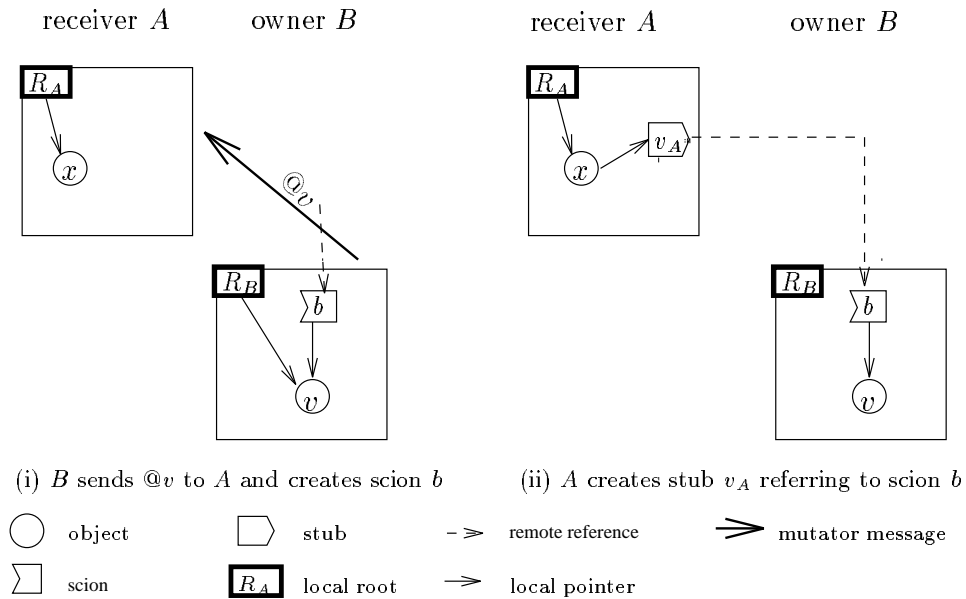 receiver A owner B receiver A owner B
R_A
x
@v
R_B
b
v
R_A
v_A
x
R_B
b
v
(i) B sends @v to A and creates scion b
(ii) A creates stub v_A referring to scion b
object stub remote reference mutator message
scion R_A local root local pointer